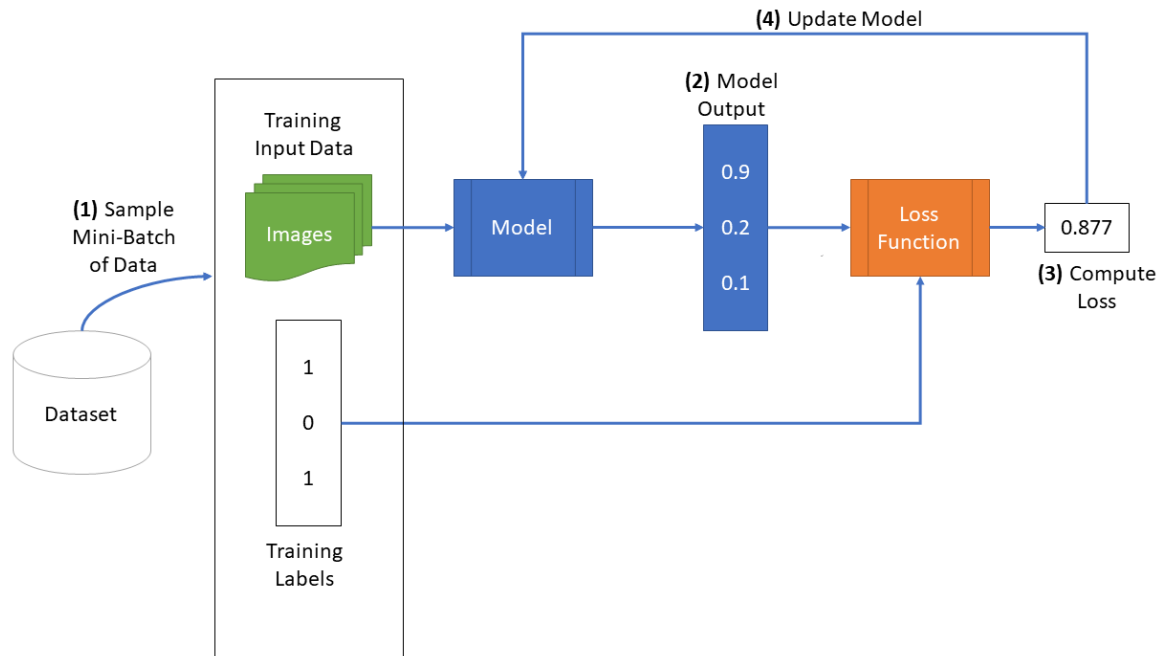 (4) Update Model
(2) Model
Output
Training
Input Data
0.9
(1) Sample
Mini-Batch
of Data
Images
Model
0.2
Loss
Function
0.877
0.1
(3) Compute
Loss
1
Dataset
0
1
Training
Labels